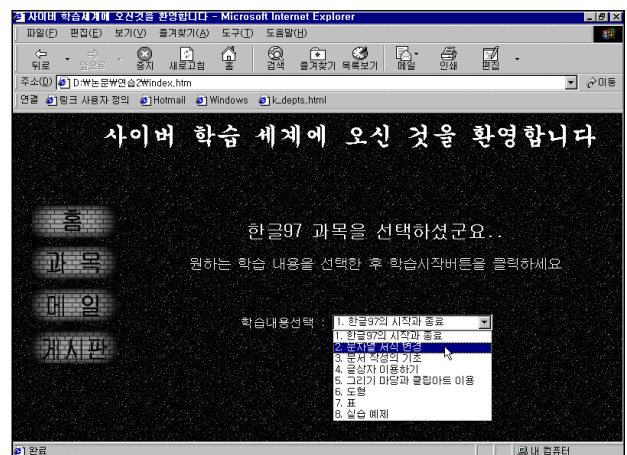 사이버 학습세계에 오신것을 환영합니다 - Microsoft Internet Explorer
파일(F) 편집(E) 보기(V) 즐겨찾기(A) 도구(T) 도움말(H)
뒤로 앞으로 중지 새로고침 홈 검색 즐겨찾기 목록보기 메일 인쇄 편집
주소(D) D:₩논문₩연습2₩index.htm 이동
연결 링크 사용자 정의 Hotmail Windows k_depts.html
사이버 학습 세계에 오신 것을 환영합니다
홈
과 목
메 일
게시판
한글97 과목을 선택하셨군요..
원하는 학습 내용을 선택한 후 학습시작버튼을 클릭하세요
학습내용선택 : 1. 한글97의 시작과 종료
1. 한글97의 시작과 종료
2. 문자열 서식 변경
3. 문서 작성의 기초
4. 글상자 이용하기
5. 그리기 마당과 클립아트 이용
6. 도형
7. 표
8. 실습 예제
완료 내 컴퓨터